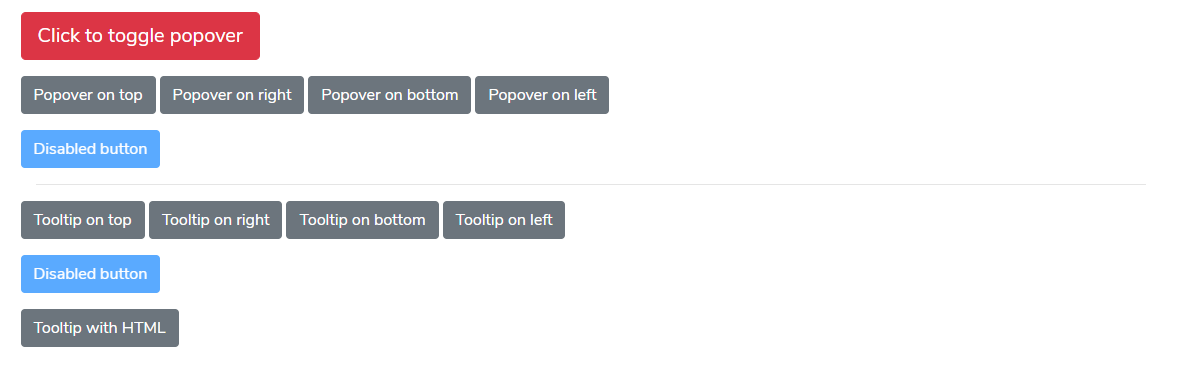 Click to toggle popover
Popover on top Popover on right Popover on bottom Popover on left
Disabled button
Tooltip on top Tooltip on right Tooltip on bottom Tooltip on left
Disabled button
Tooltip with HTML